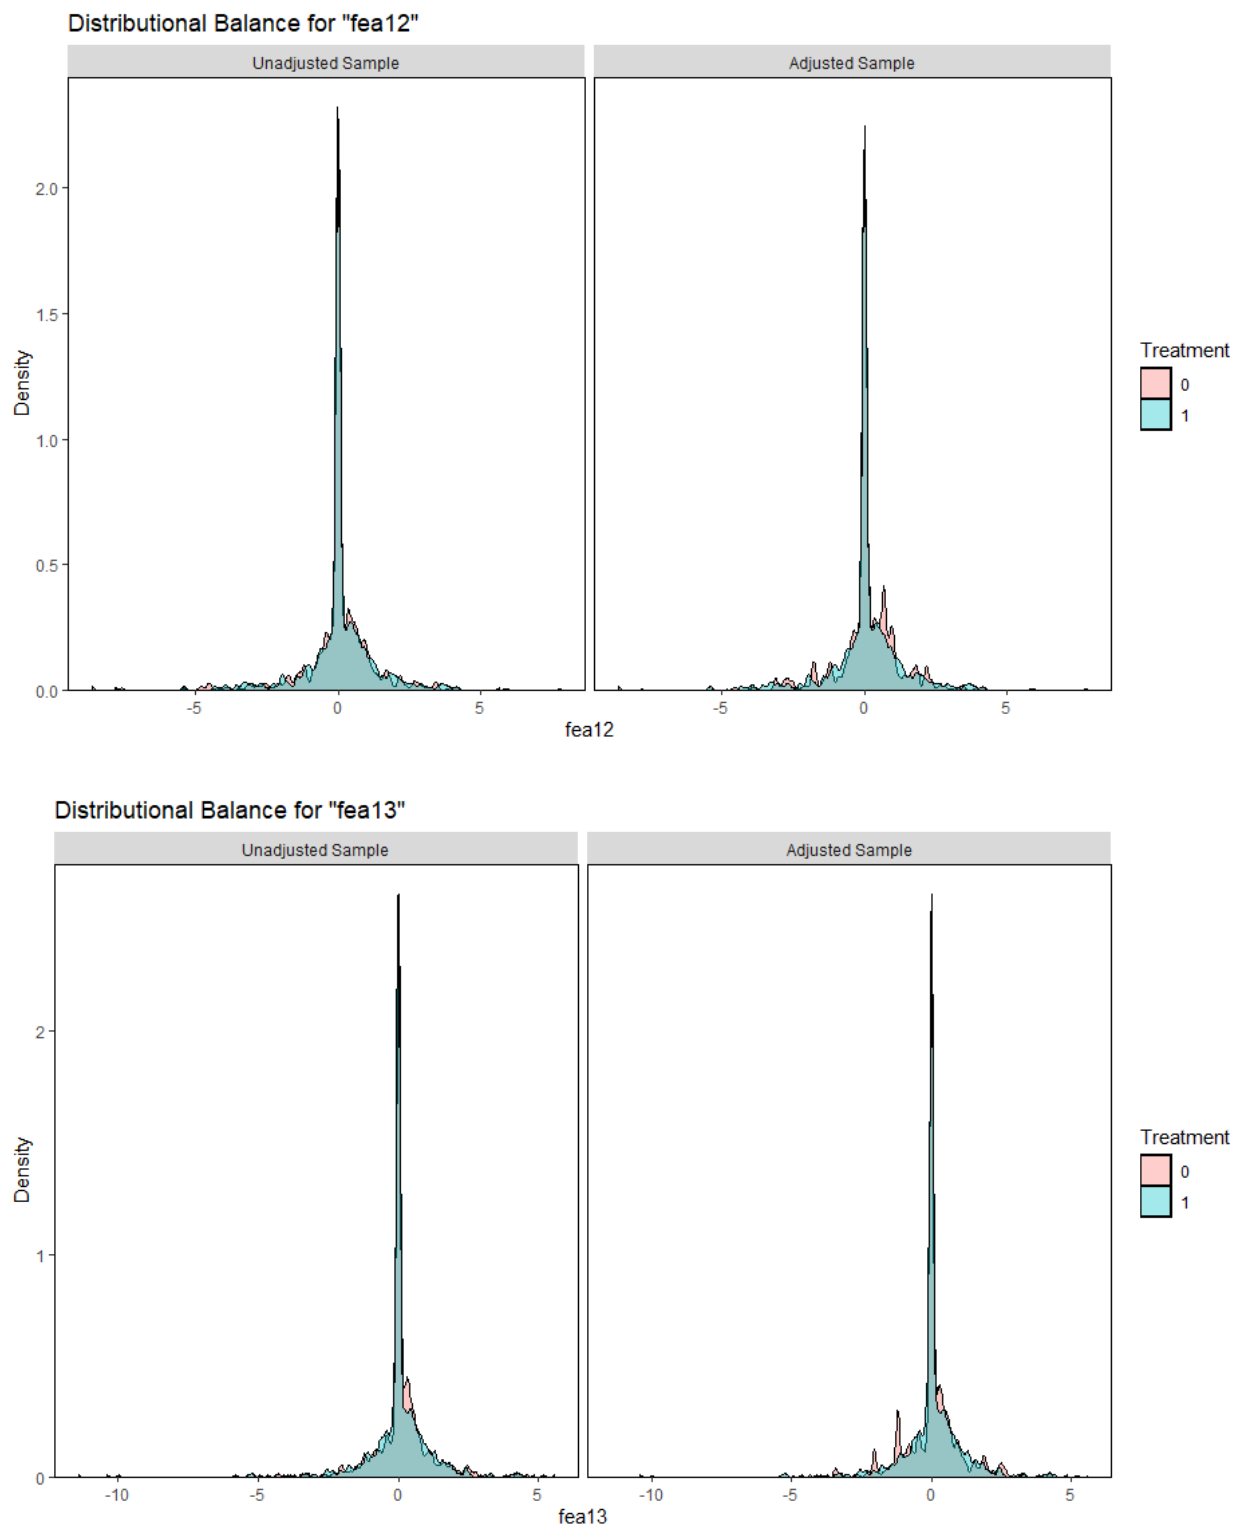 Distributional Balance for "fea12"
Unadjusted Sample
Adjusted Sample
Density
2.0
1.5
1.0
0.5
0.0
-5
0
5
-5
0
5
fea12
Treatment
0
1
Distributional Balance for "fea13"
Unadjusted Sample
Adjusted Sample
Density
2
1
0
-10
-5
0
5
-10
-5
0
5
fea13
Treatment
0
1